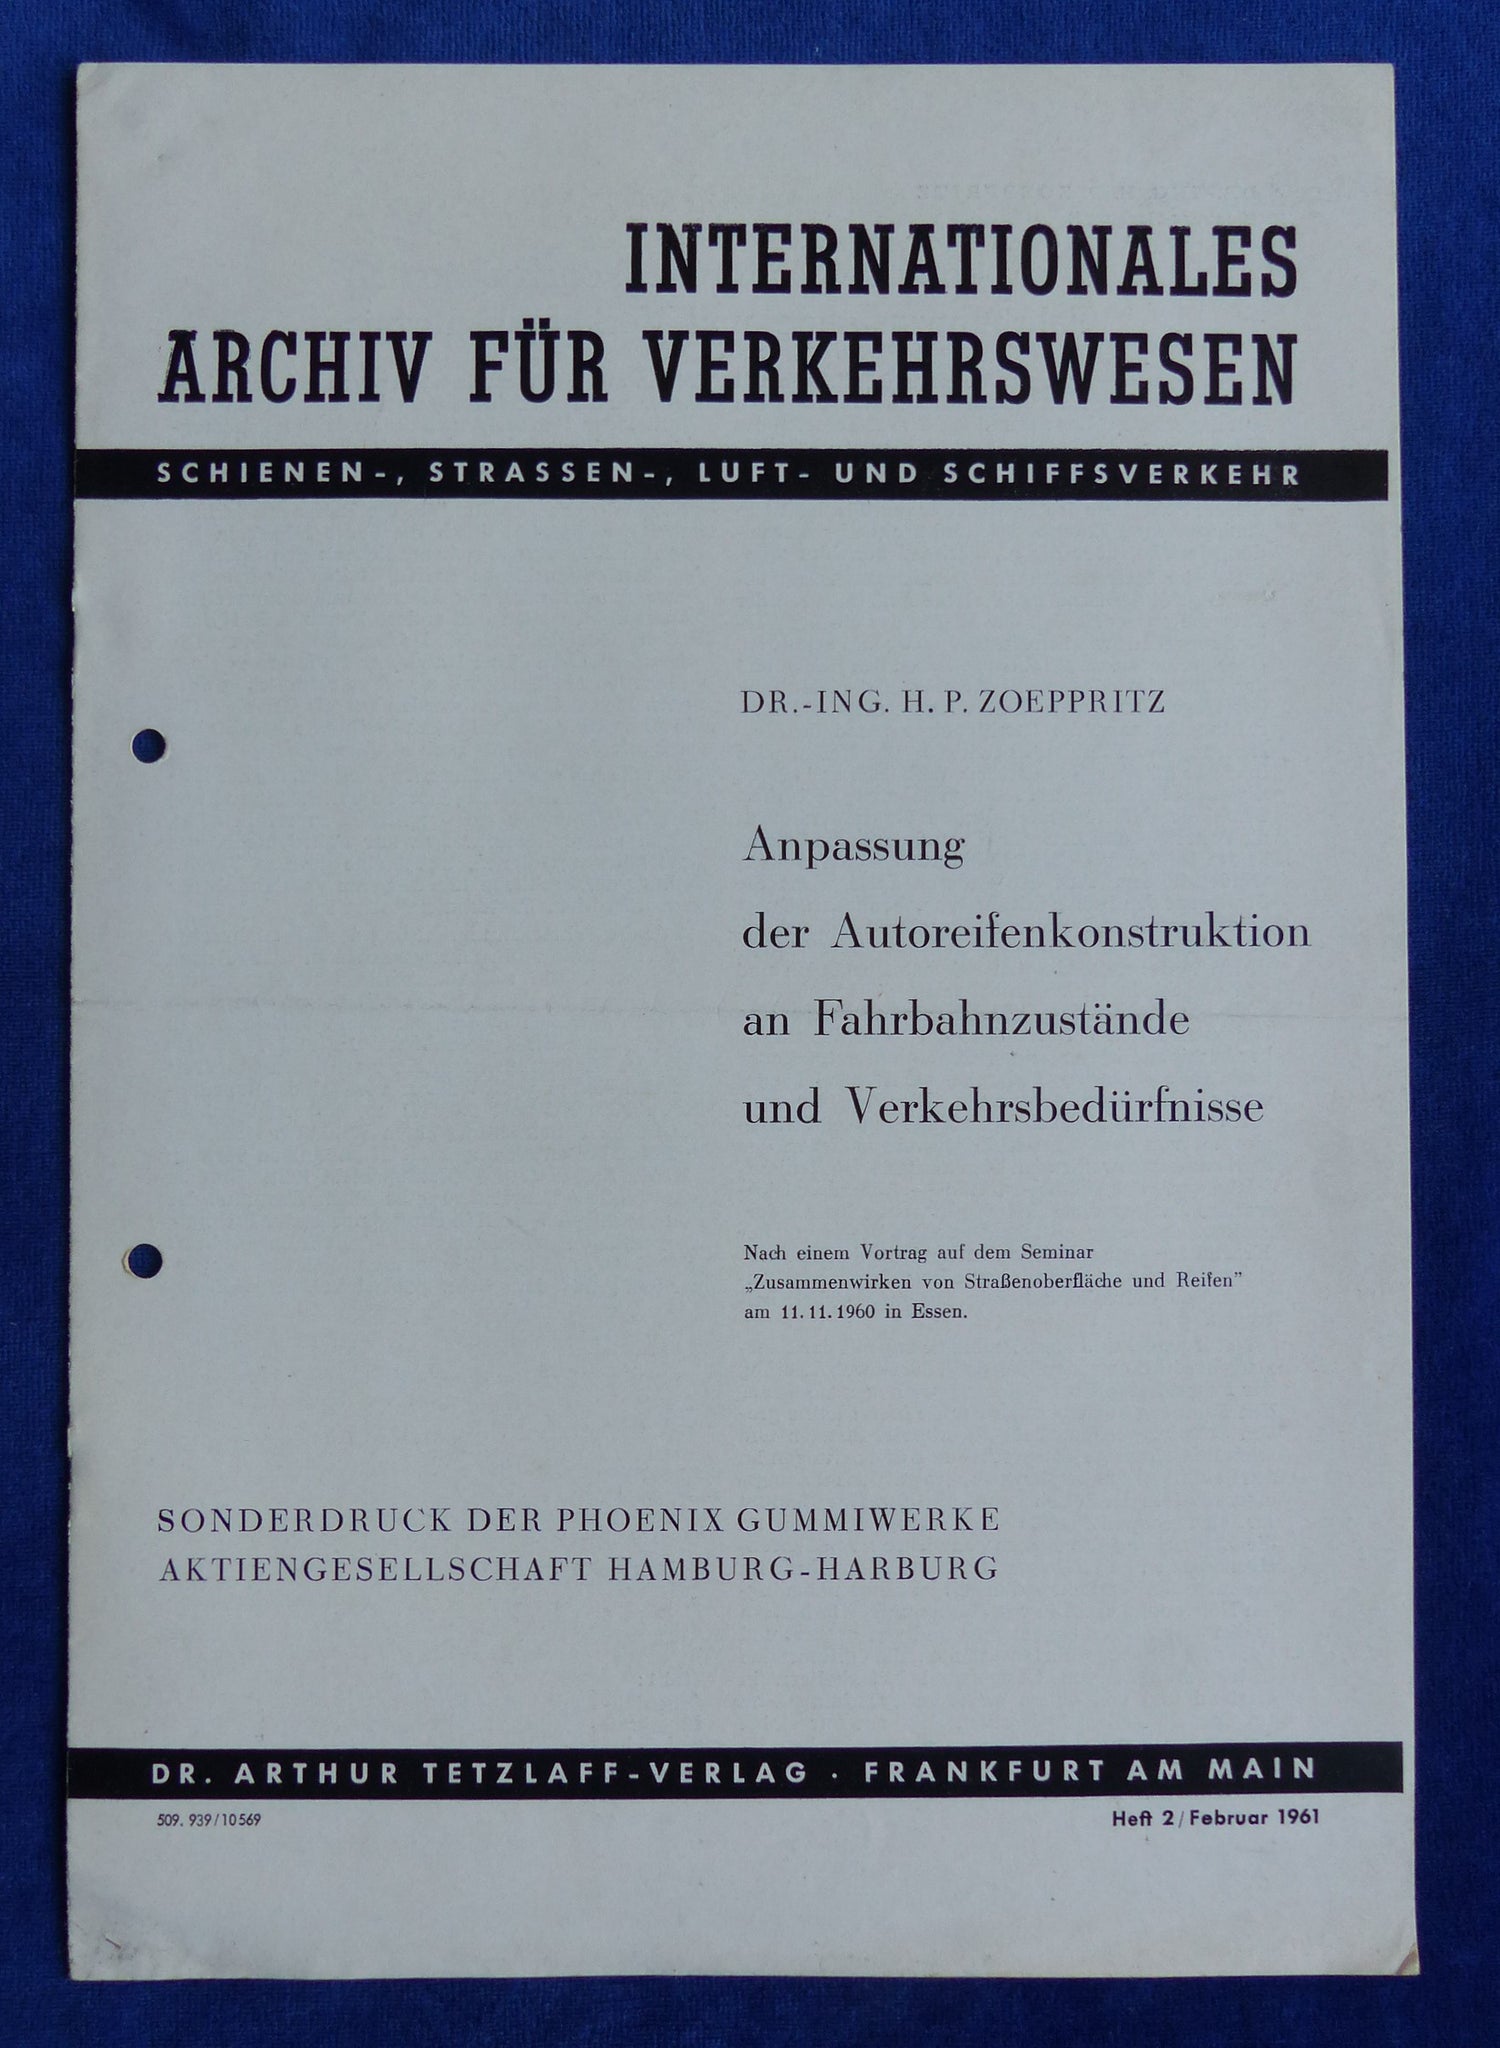 INTERNATIONALES
ARCHIV FÜR VERKEHRSWESEN
SCHIENEN-, STRASSEN-, LUFT- UND SCHIFFSVERKEHR
DR.-ING. H. P. ZOEPPRITZ
Anpassung
der Autoreifenkonstruktion
an Fahrbahnzustände
und Verkehrsbedürfnisse
Nach einem Vortrag auf dem Seminar
„Zusammenwirken von Straßenoberfläche und Reifen”
am 11.11.1960 in Essen.
SONDERDRUCK DER PHOENIX GUMMIWERKE
AKTIENGESELLSCHAFT HAMBURG-HARBURG
DR. ARTHUR TETZLAFF-VERLAG · FRANKFURT AM MAIN
509. 939/10569
Heft 2/Februar 1961